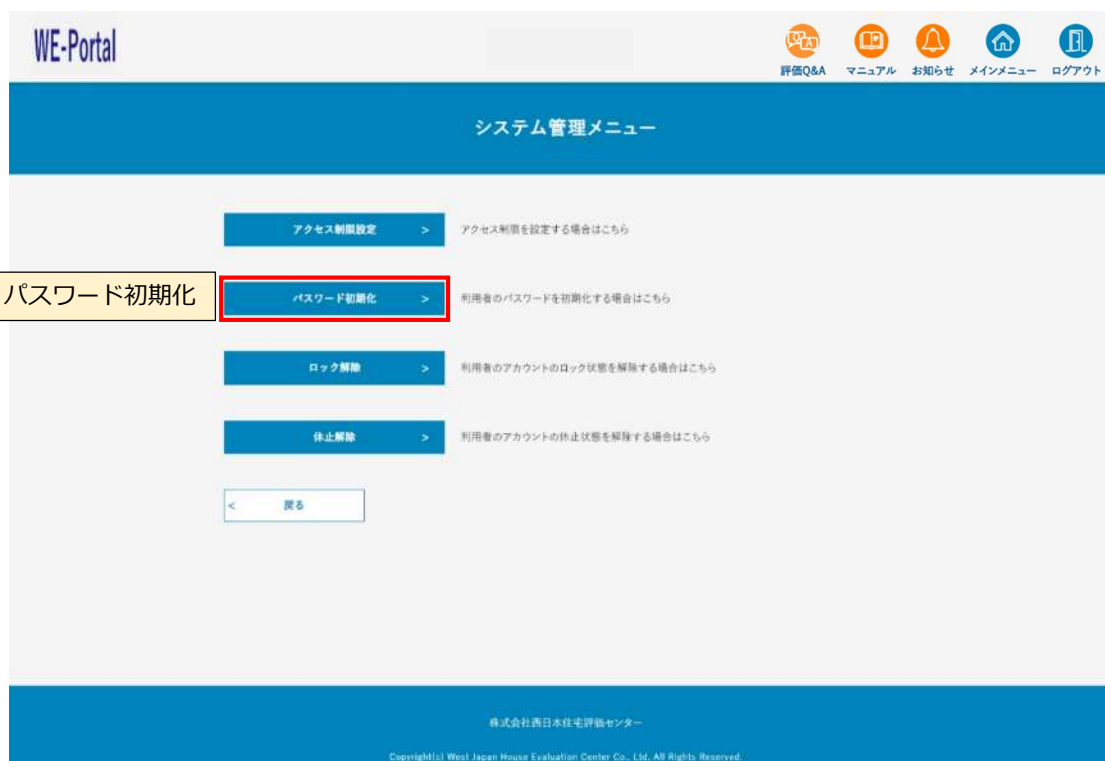 WE-Portal
評価Q&A マニュアル お知らせ メインメニュー ログアウト
システム管理メニュー
アクセス制限設定 > アクセス制限を設定する場合はこちら
パスワード初期化
パスワード初期化 > 利用者のパスワードを初期化する場合はこちら
ロック解除 > 利用者のアカウントのロック状態を解除する場合はこちら
休止解除 > 利用者のアカウントの休止状態を解除する場合はこちら
< 戻る
株式会社西日本住宅評価センター
Copyright(c) West Japan House Evaluation Center Co., Ltd. All Rights Reserved.